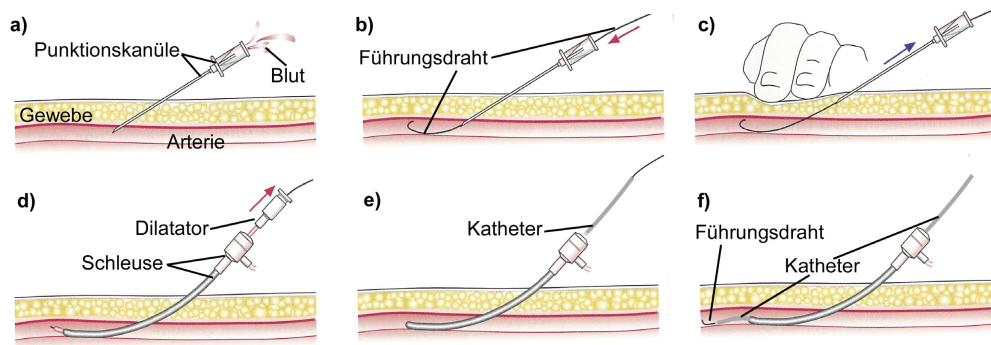 a)
Punktionskanüle
Blut
Gewebe
Arterie
b)
Führungsdraht
c)
d)
Dilatator
Schleuse
e)
Katheter
f)
Führungsdraht
Katheter